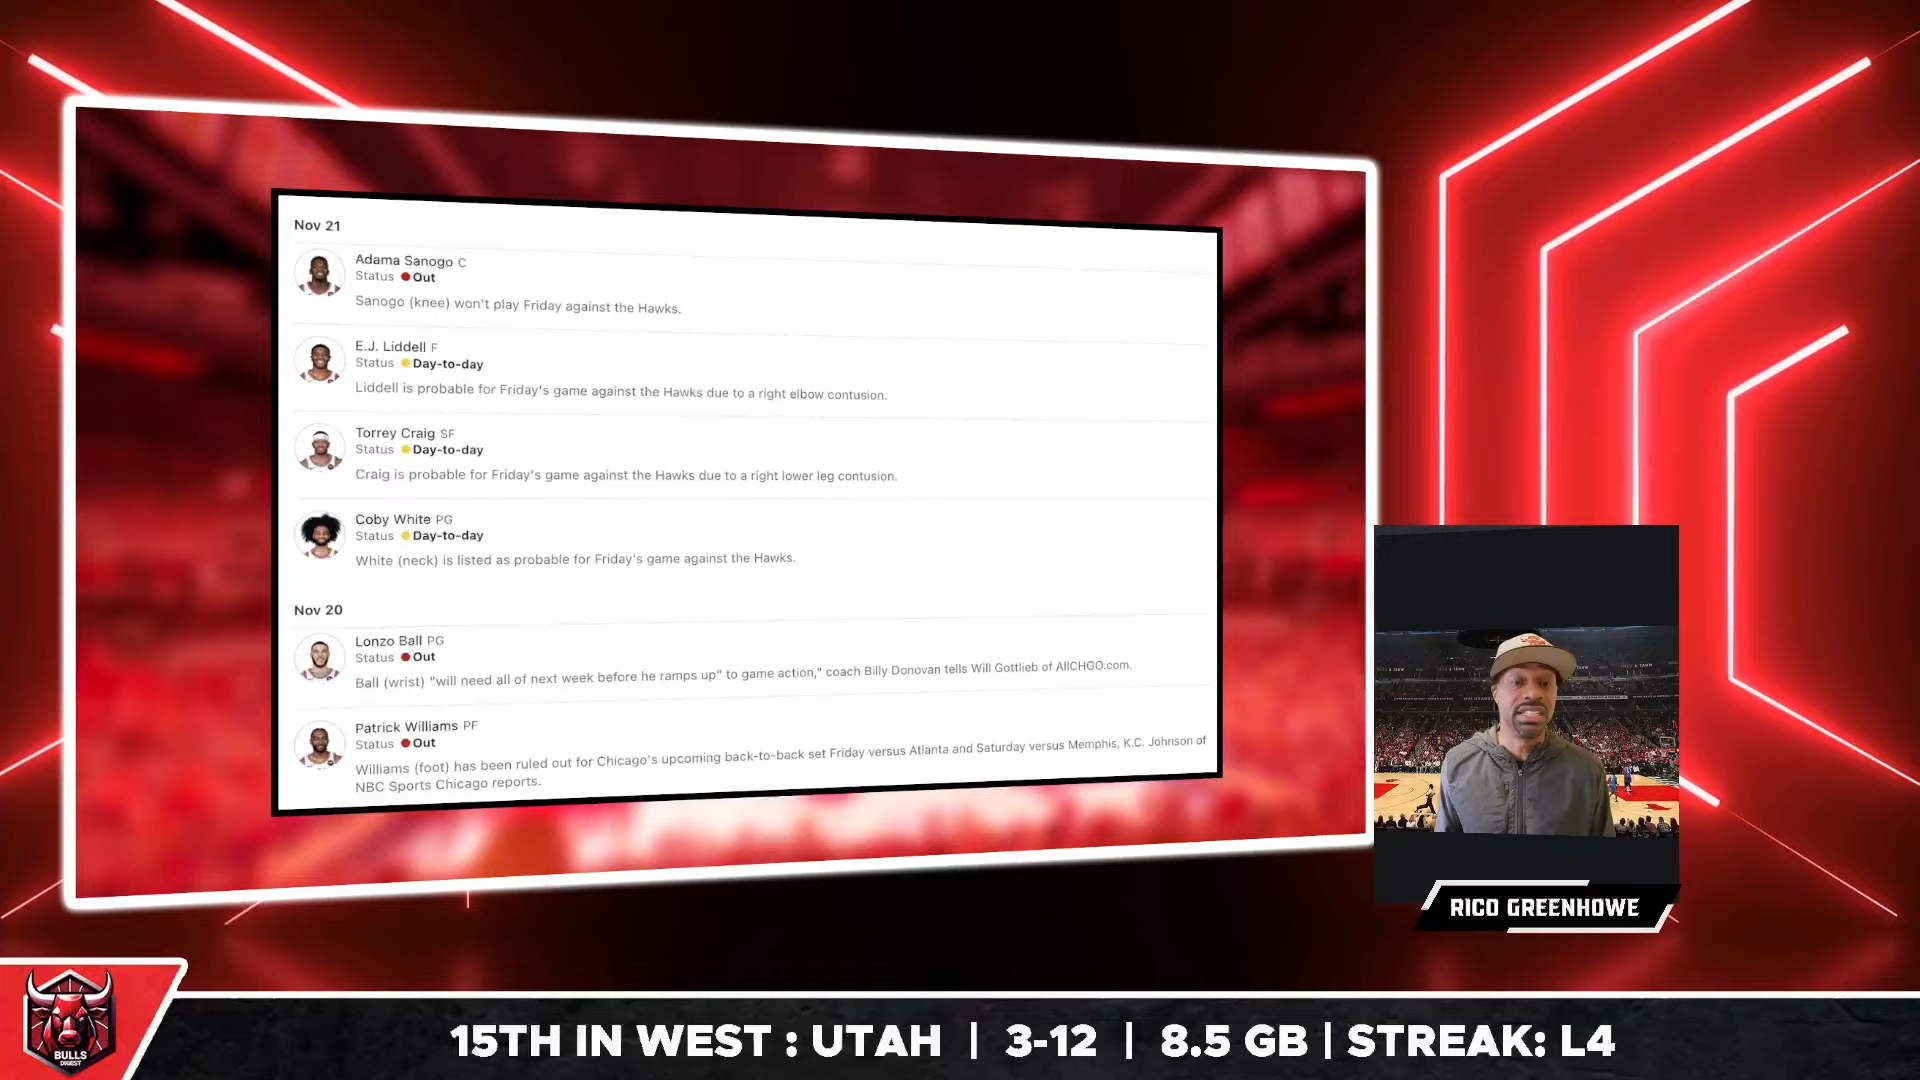 Nov 21
Adama Sanogo C
Status Out
Sanogo (knee) won't play Friday against the Hawks.
E.J. Liddell F
Status Day-to-day
Liddell is probable for Friday's game against the Hawks due to a right elbow contusion.
Torrey Craig SF
Status Day-to-day
Craig is probable for Friday's game against the Hawks due to a right lower leg contusion.
Coby White PG
Status Day-to-day
White (neck) is listed as probable for Friday's game against the Hawks.
Nov 20
Lonzo Ball PG
Status Out
Ball (wrist) "will need all of next week before he ramps up" to game action," coach Billy Donovan tells Will Gottlieb of AllCHGO.com.
Patrick Williams PF
Status Out
Williams (foot) has been ruled out for Chicago's upcoming back-to-back set Friday versus Atlanta and Saturday versus Memphis, K.C. Johnson of
NBC Sports Chicago reports.
RICO GREENHOWE
BULLS
DIGEST
15TH IN WEST : UTAH | 3-12 | 8.5 GB | STREAK: L4